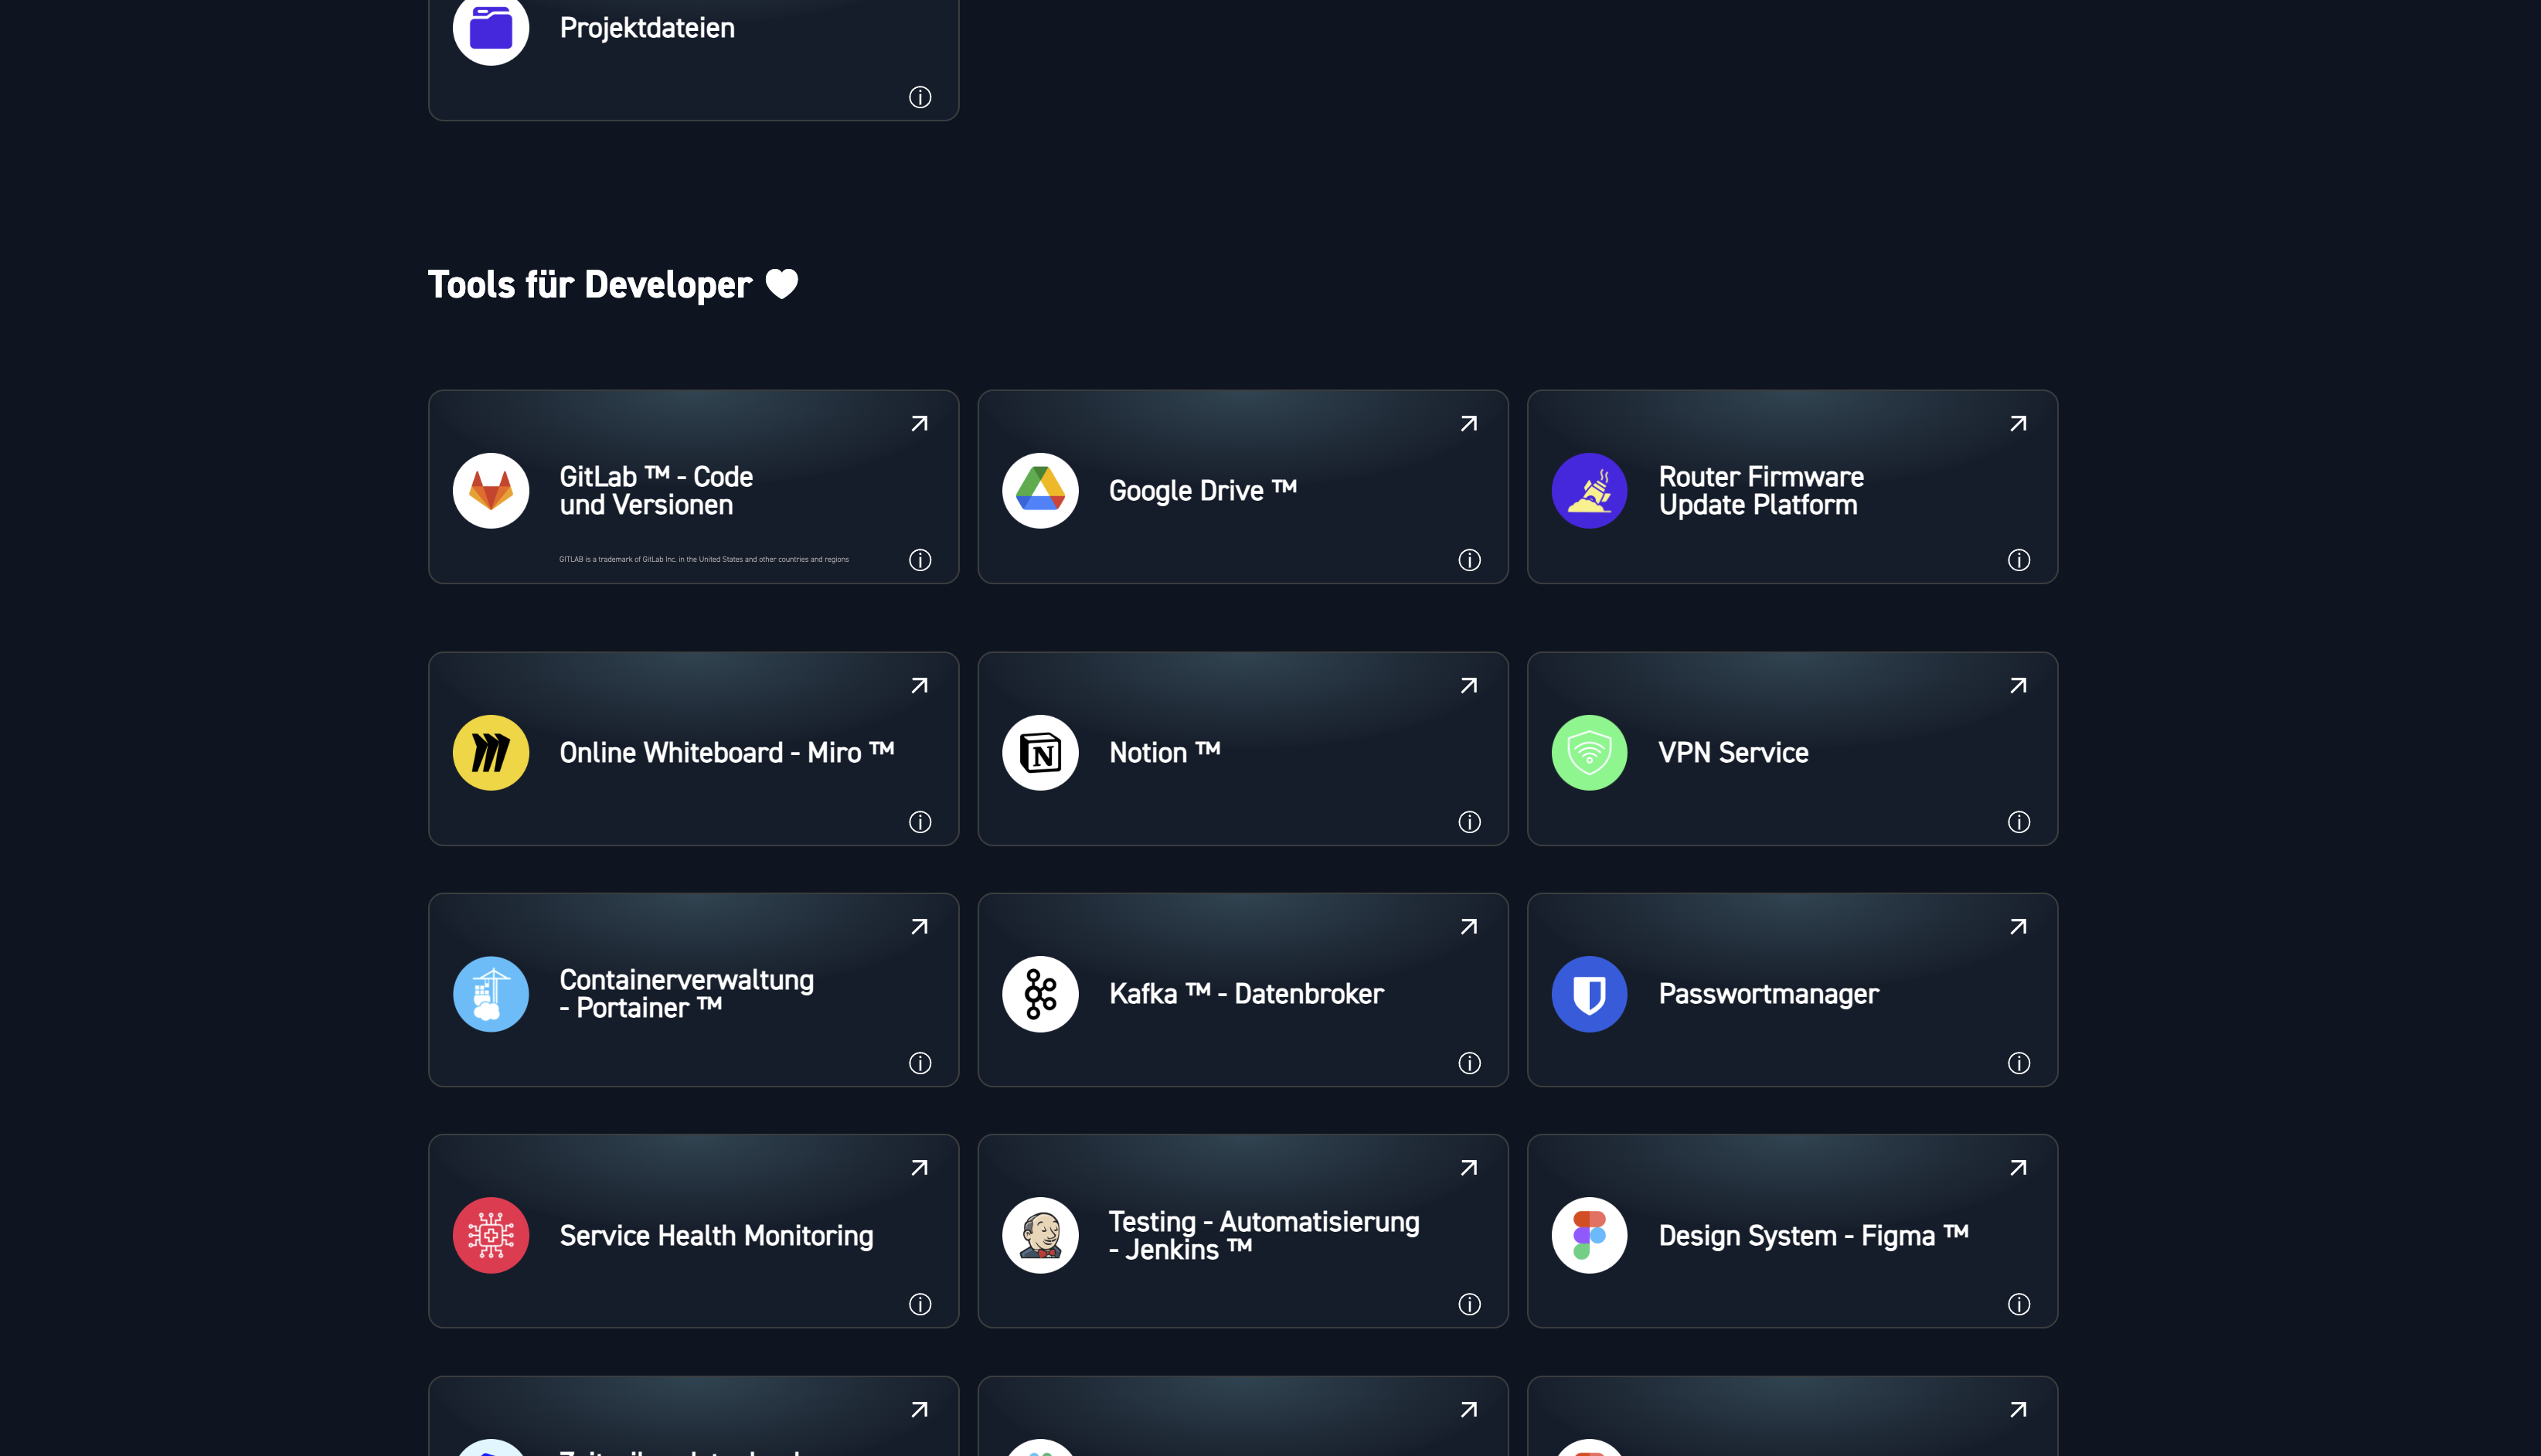 Projektdateien
Tools für Developer
GitLab ™ - Code
und Versionen
GITLAB is a trademark of GitLab Inc. in the United States and other countries and regions
Google Drive ™
Router Firmware
Update Platform
Online Whiteboard - Miro ™
Notion ™
VPN Service
Containerverwaltung
- Portainer ™
Kafka ™ - Datenbroker
Passwortmanager
Service Health Monitoring
Testing - Automatisierung
- Jenkins ™
Design System - Figma ™